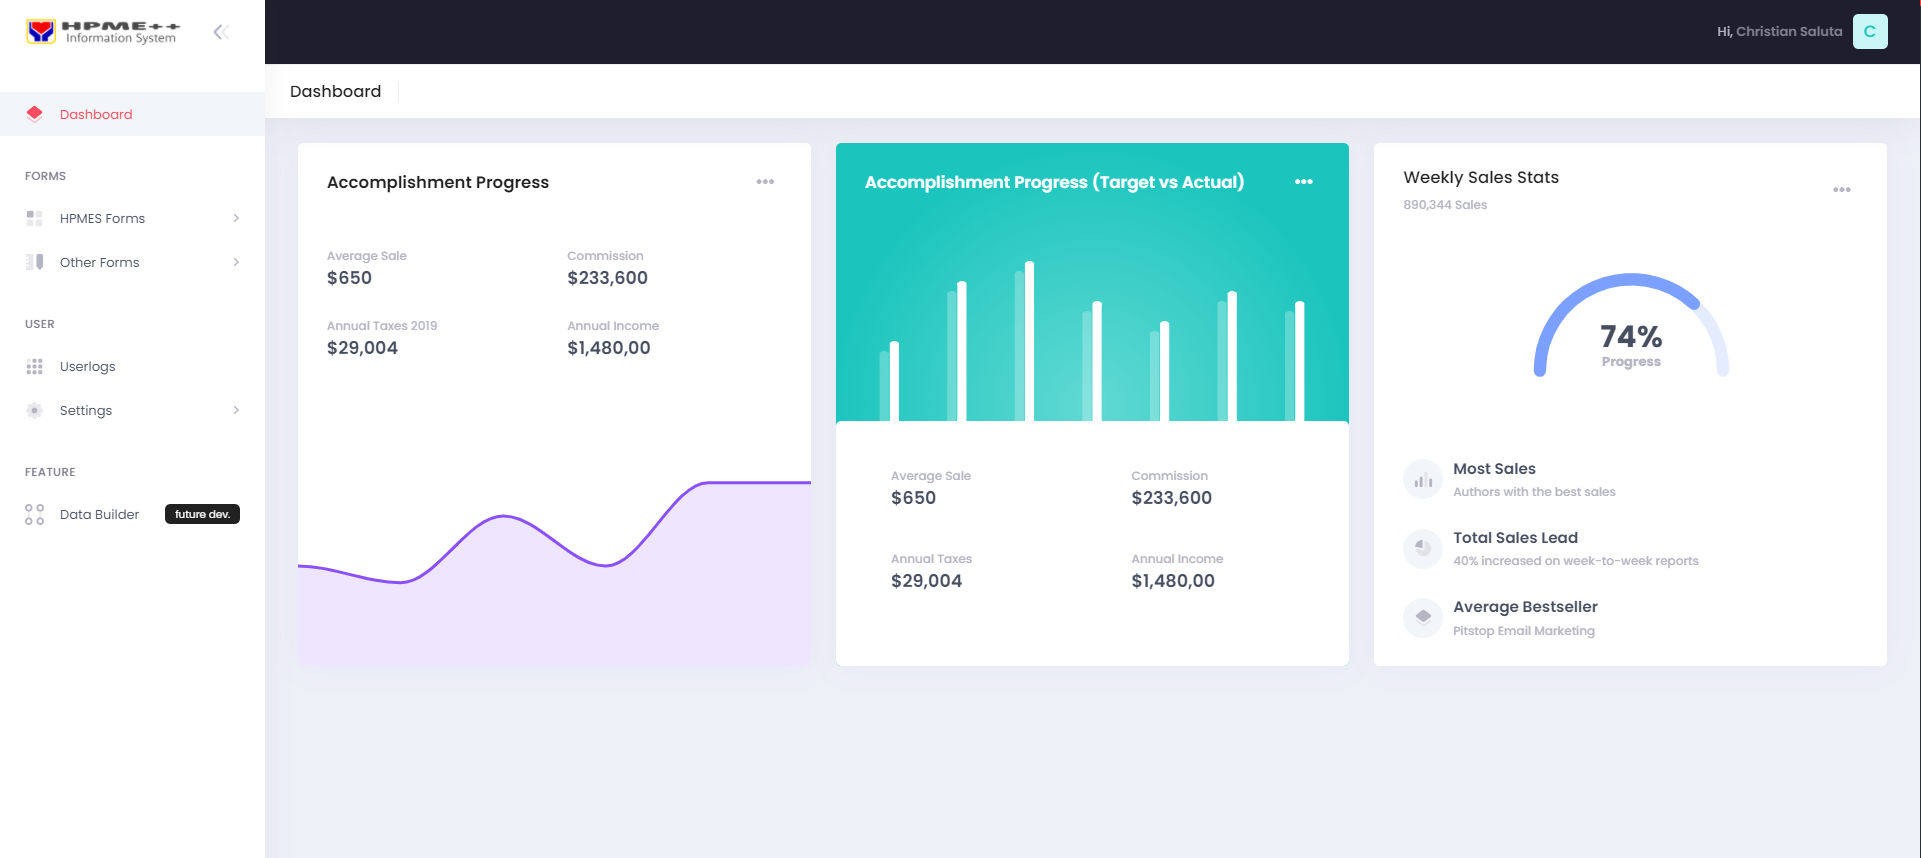 HPME++
Information System
Hi, Christian Saluta
C
Dashboard
Dashboard
FORMS
HPMES Forms
Other Forms
USER
Userlogs
Settings
FEATURE
Data Builder
future dev.
Accomplishment Progress
Average Sale
$650
Commission
$233,600
Annual Taxes 2019
$29,004
Annual Income
$1,480,00
Accomplishment Progress (Target vs Actual)
Average Sale
$650
Commission
$233,600
Annual Taxes
$29,004
Annual Income
$1,480,00
Weekly Sales Stats
890,344 Sales
74%
Progress
Most Sales
Authors with the best sales
Total Sales Lead
40% increased on week-to-week reports
Average Bestseller
Pitstop Email Marketing